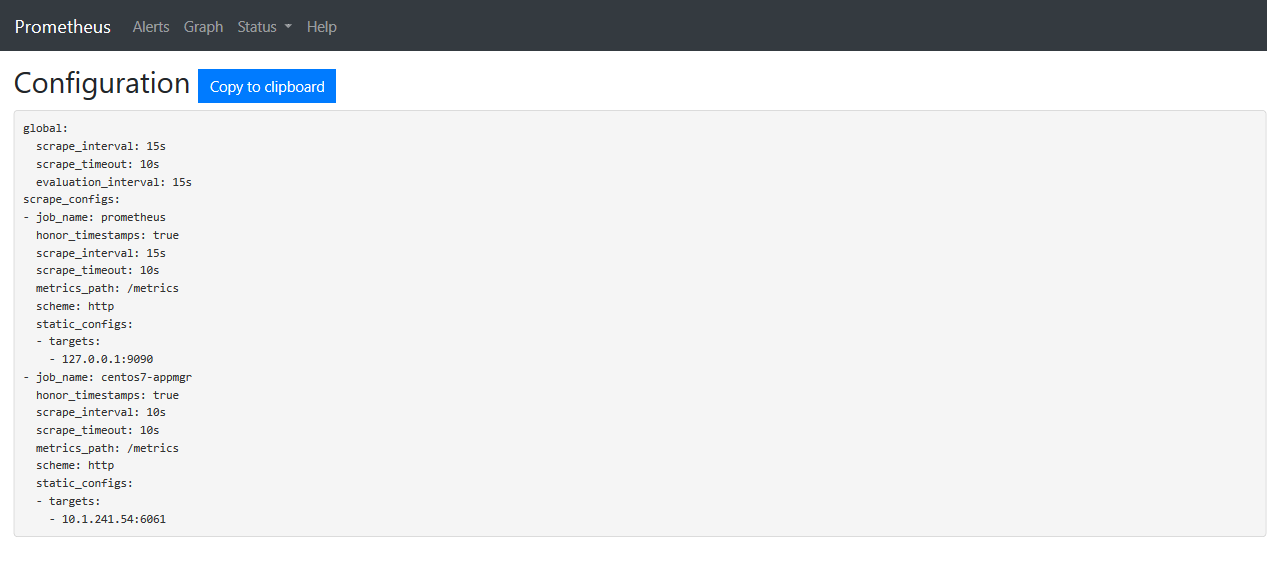 Prometheus Alerts Graph Status Help
Configuration Copy to clipboard
global:
  scrape_interval: 15s
  scrape_timeout: 10s
  evaluation_interval: 15s
scrape_configs:
- job_name: prometheus
  honor_timestamps: true
  scrape_interval: 15s
  scrape_timeout: 10s
  metrics_path: /metrics
  scheme: http
  static_configs:
  - targets:
    - 127.0.0.1:9090
- job_name: centos7-appmgr
  honor_timestamps: true
  scrape_interval: 10s
  scrape_timeout: 10s
  metrics_path: /metrics
  scheme: http
  static_configs:
  - targets:
    - 10.1.241.54:6061